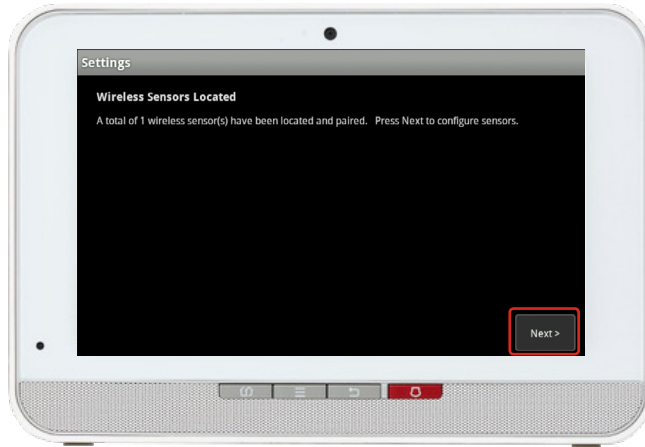 Settings
Wireless Sensors Located
A total of 1 wireless sensor(s) have been located and paired. Press Next to configure sensors.
Next >